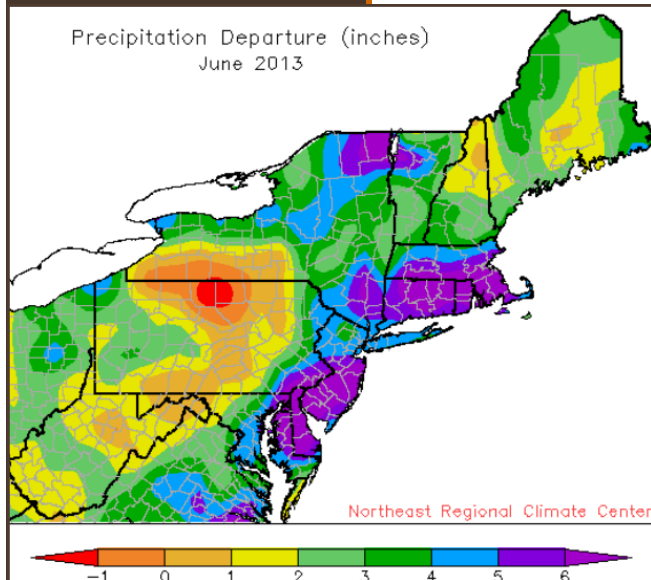 Precipitation Departure (inches)
June 2013
Northeast Regional Climate Center
-1 0 1 2 3 4 5 6